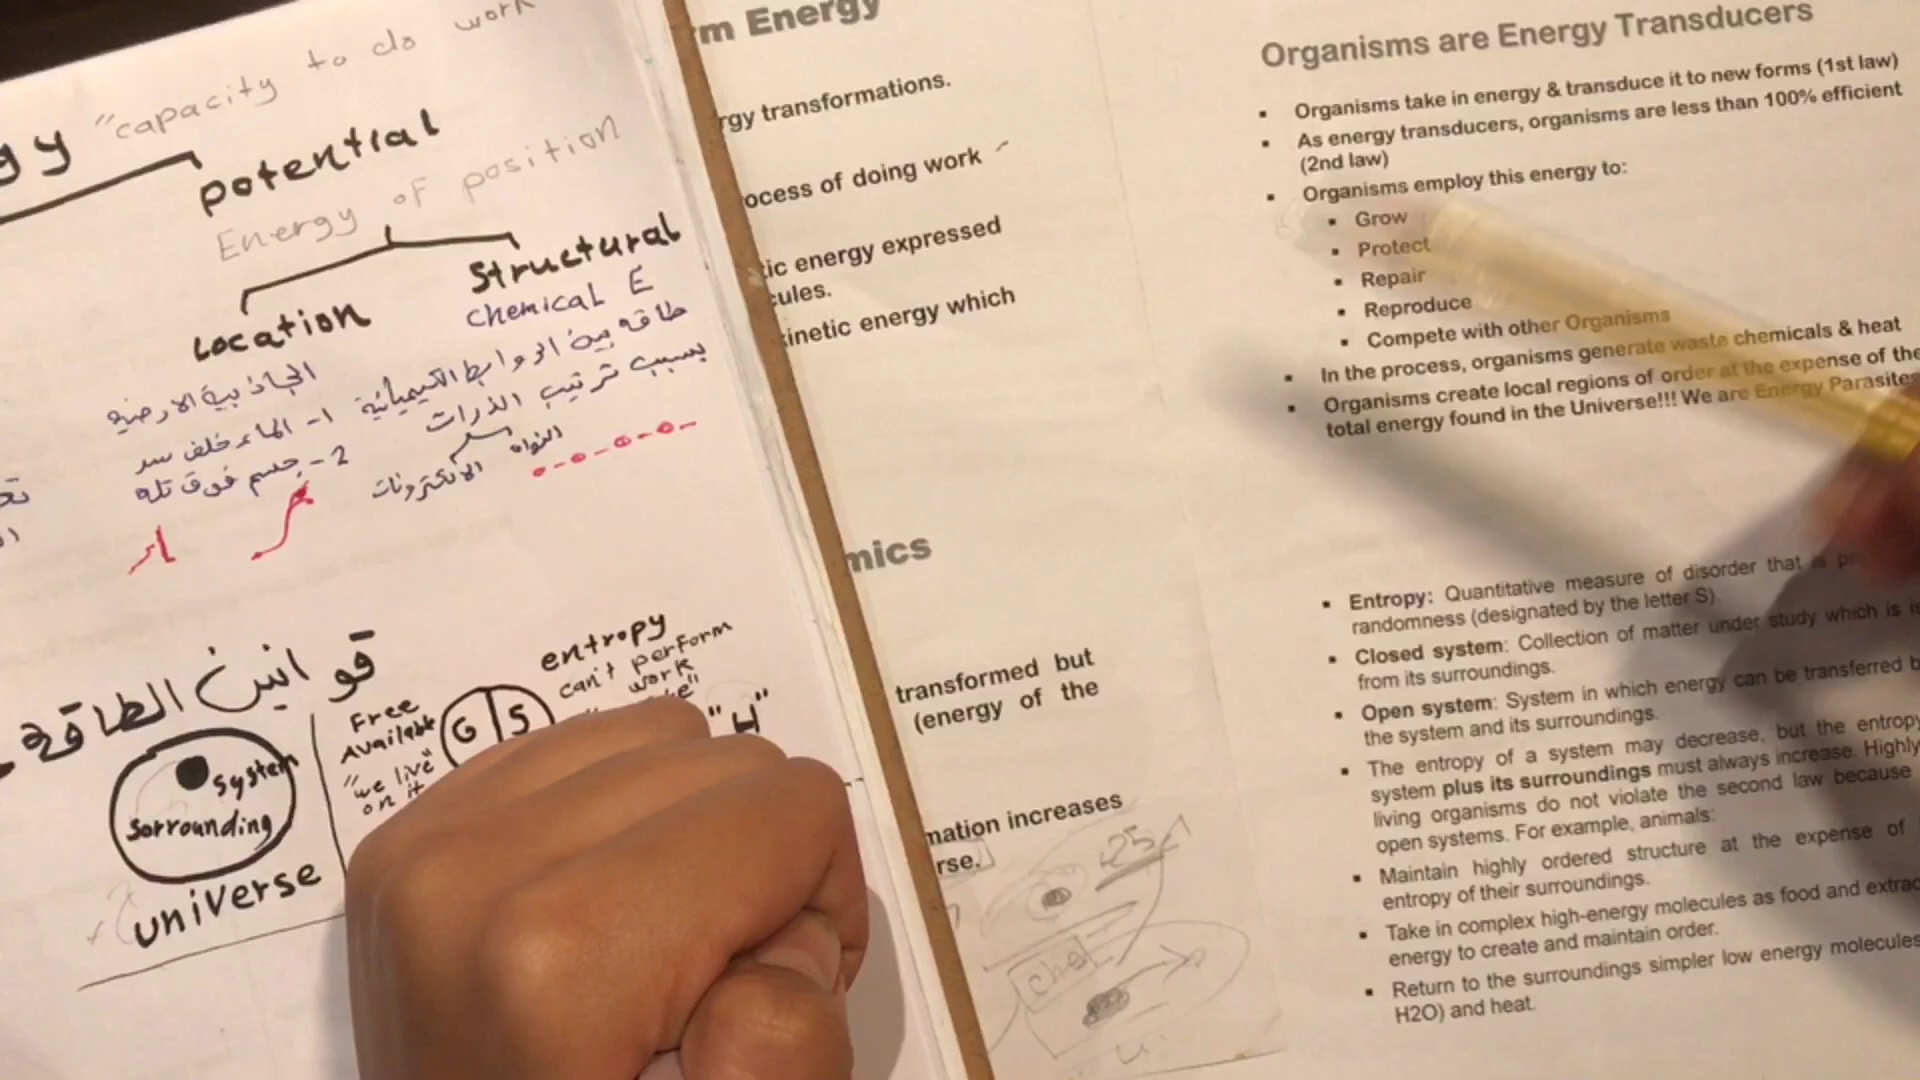 "capacity to do work
gy
potential
Energy of position
Location
Structural
chemical E
الجاذبية الارضية
1- الماء خلف سد
2- جسم فوق تله
طاقه بين الروابط الكيميائية
بسبب ترتيب الذرات
النواة
الالكترونات
قوانين الطاقة
System
Sorrounding
universe
Free
Available
"we live"
on it
G S
entropy
can't perform
work
"H"
rm Energy
rgy transformations.
ocess of doing work
tic energy expressed
cules.
kinetic energy which
mics
transformed but
(energy of the
mation increases
rse.
25
Organisms are Energy Transducers
▪ Organisms take in energy & transduce it to new forms (1st law)
▪ As energy transducers, organisms are less than 100% efficient
(2nd law)
▪ Organisms employ this energy to:
▪ Grow
▪ Protect
▪ Repair
▪ Reproduce
▪ Compete with other Organisms
▪ In the process, organisms generate waste chemicals & heat
▪ Organisms create local regions of order at the expense of the
total energy found in the Universe!!! We are Energy Parasites
▪ Entropy: Quantitative measure of disorder that is
randomness (designated by the letter S).
▪ Closed system: Collection of matter under study which is
from its surroundings.
▪ Open system: System in which energy can be transferred
the system and its surroundings.
▪ The entropy of a system may decrease, but the entropy
system plus its surroundings must always increase. Highly
living organisms do not violate the second law because
open systems. For example, animals:
▪ Maintain highly ordered structure at the expense of
entropy of their surroundings.
▪ Take in complex high-energy molecules as food and extrac
energy to create and maintain order.
▪ Return to the surroundings simpler low energy molecules
H2O) and heat.